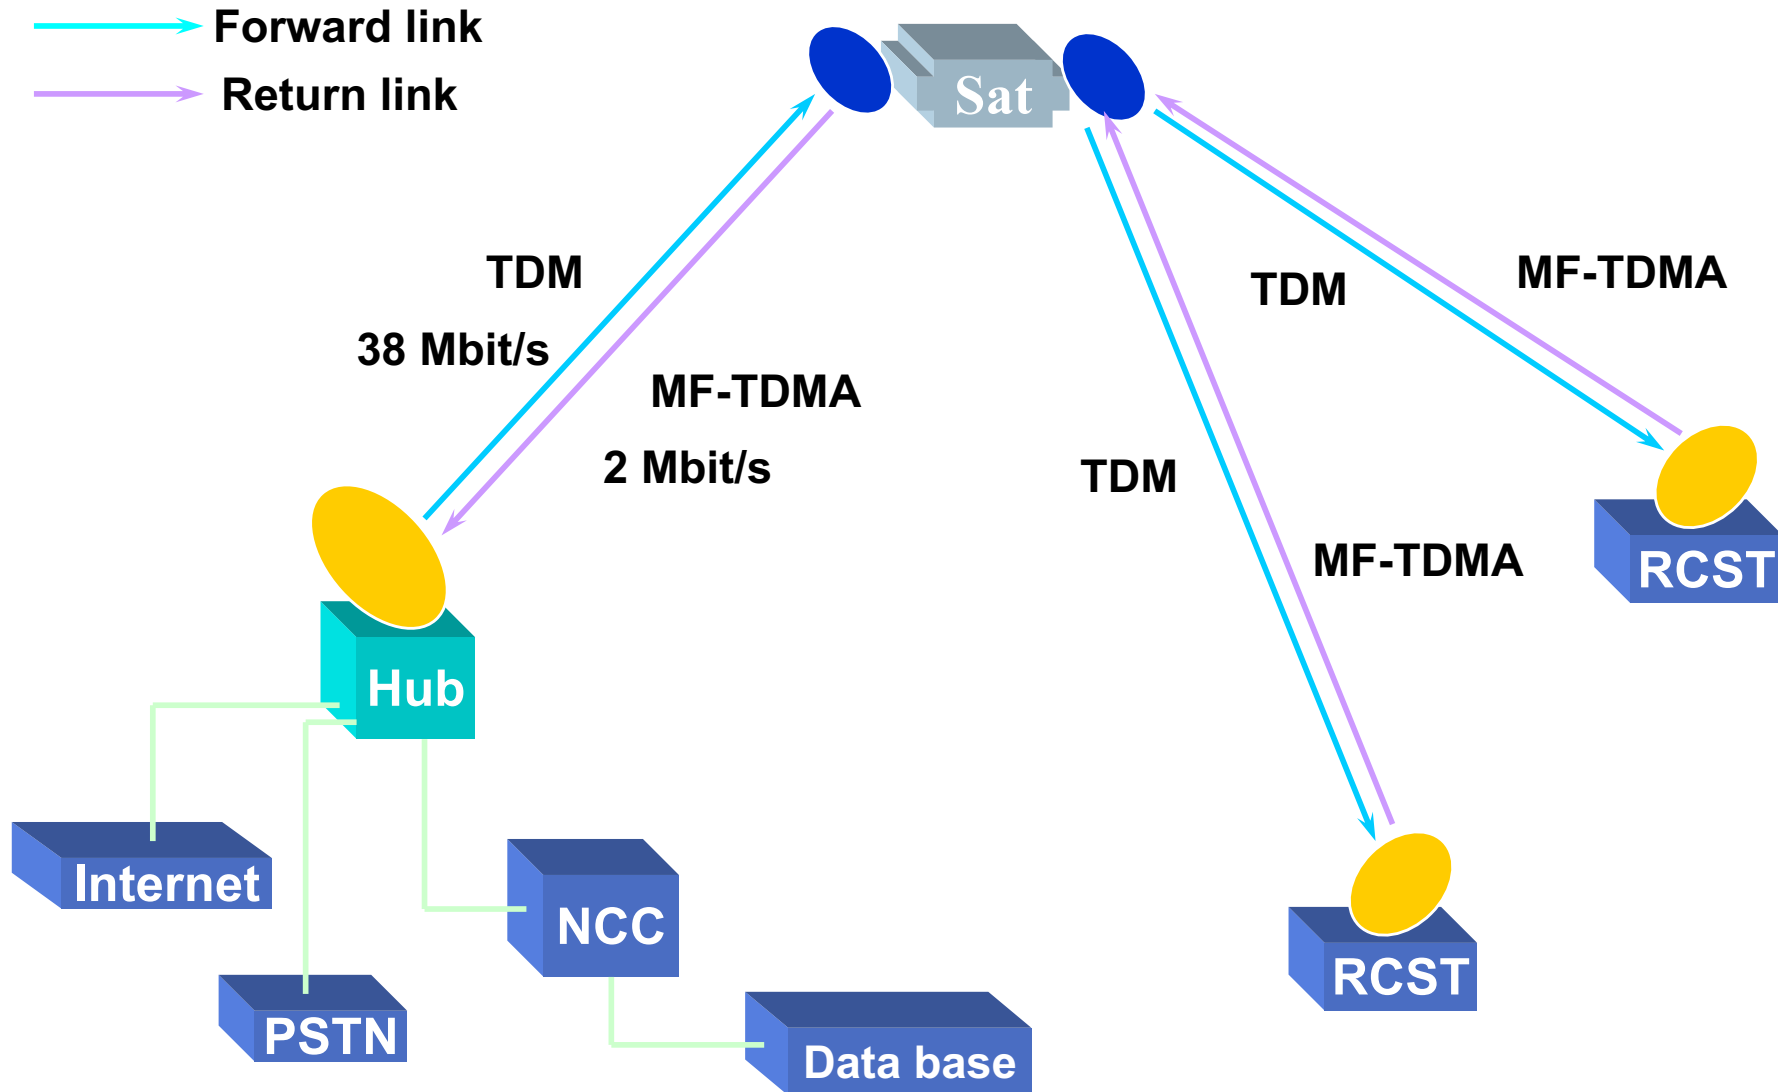 Forward link
Return link
Sat
TDM
38 Mbit/s
MF-TDMA
2 Mbit/s
TDM
MF-TDMA
TDM
MF-TDMA
RCST
Hub
Internet
NCC
RCST
PSTN
Data base